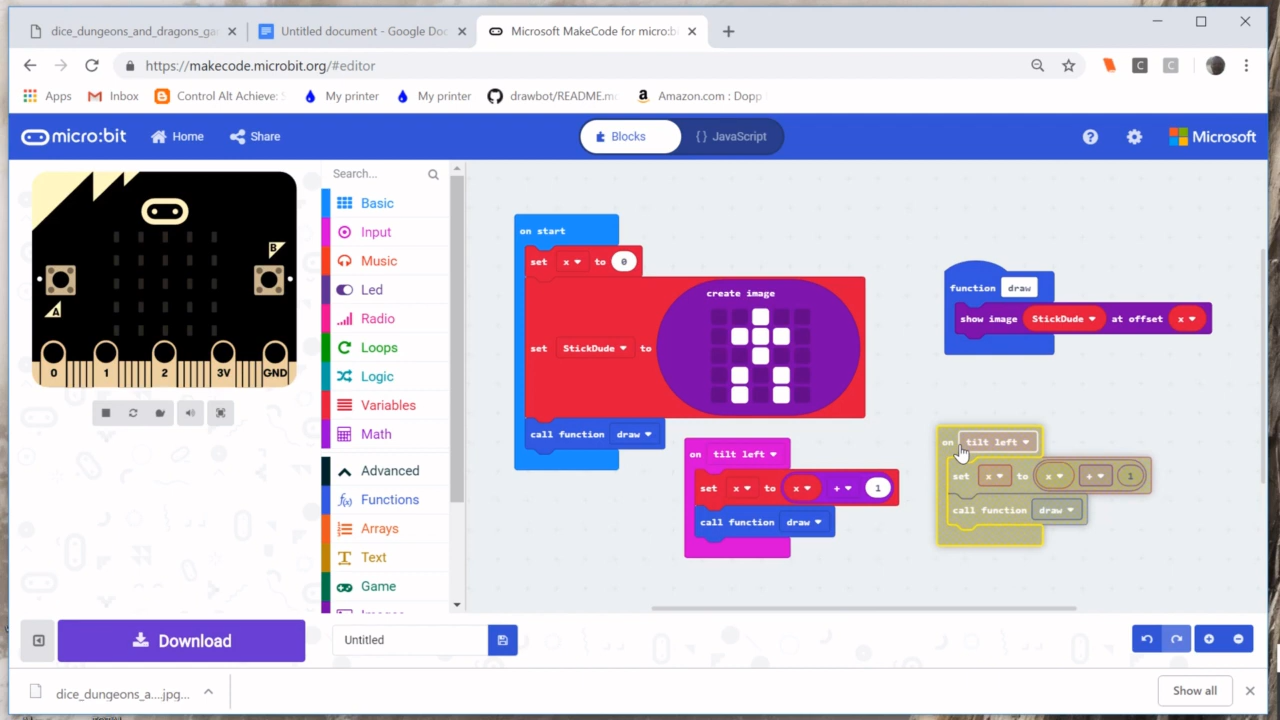 dice_dungeons_and_dragons_ga
Untitled document - Google Doc
Microsoft MakeCode for micro:bi
https://makecode.microbit.org/#editor
C
C
Apps
Inbox
Control Alt Achieve:
My printer
My printer
drawbot/README.m
Amazon.com : Dopp
micro:bit
Home
Share
Blocks
{} JavaScript
Microsoft
A
B
0
1
2
3V
GND
Search...
Basic
Input
Music
Led
Radio
Loops
Logic
Variables
Math
Advanced
Functions
Arrays
Text
Game
on start
set x to 0
create image
set StickDude to
call function draw
on tilt left
set x to x + 1
call function draw
function draw
show image StickDude at offset x
on tilt left
set x to x + 1
call function draw
Download
Untitled
dice_dungeons_a....jpg...
Show all